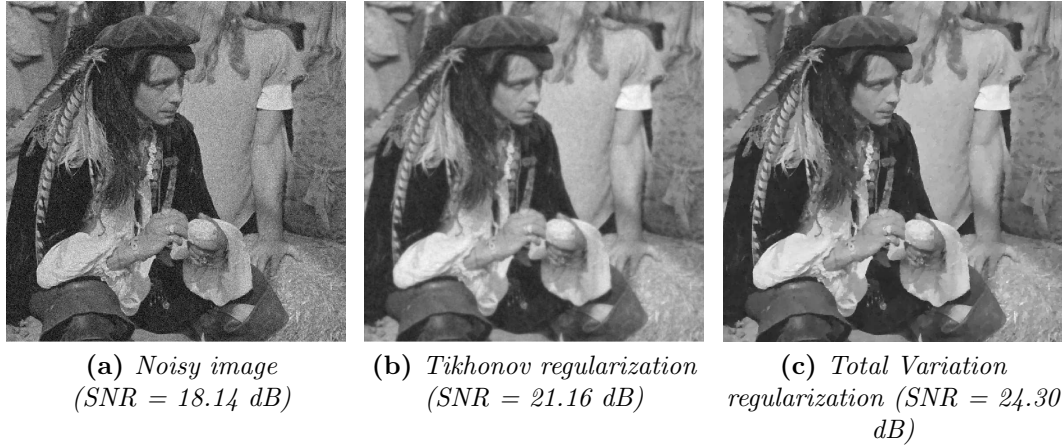 (a) Noisy image
(SNR = 18.14 dB)
(b) Tikhonov regularization
(SNR = 21.16 dB)
(c) Total Variation
regularization (SNR = 24.30
dB)